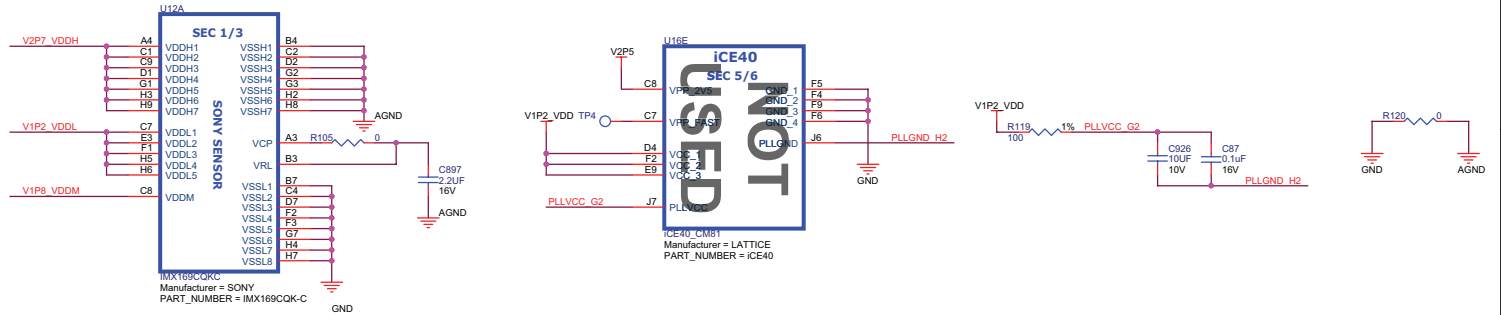 U12A
SEC 1/3
SONY SENSOR
V2P7_VDDH
A4 VDDH1
C1 VDDH2
C9 VDDH3
D1 VDDH4
G1 VDDH5
H3 VDDH6
H9 VDDH7
V1P2_VDDL
C7 VDDL1
E3 VDDL2
F1 VDDL3
H5 VDDL4
H6 VDDL5
V1P8_VDDM
C8 VDDM
VSSH1 B4
VSSH2 C2
VSSH3 D2
VSSH4 G2
VSSH5 G3
VSSH6 H2
VSSH7 H8
AGND
VCP A3
R105 0
VRL B3
C897
2.2UF
16V
AGND
VSSL1 B7
VSSL2 C4
VSSL3 D7
VSSL4 F2
VSSL5 F3
VSSL6 G7
VSSL7 H4
VSSL8 H7
GND
IMX169CQKC
Manufacturer = SONY
PART_NUMBER = IMX169CQK-C
U16E
iCE40
SEC 5/6
NOT
USED
V2P5
C8 VPP_2V5
V1P2_VDD
TP4
C7 VPP_FAST
D4 VCC_1
F2 VCC_2
E9 VCC_3
PLLVCC_G2
J7 PLLVCC
GND_1 F5
GND_2 F4
GND_3 F9
GND_4 F6
PLLGND J6
PLLGND_H2
GND
iCE40_CM81
Manufacturer = LATTICE
PART_NUMBER = iCE40
V1P2_VDD
R119 1%
100
PLLVCC_G2
C926
10UF
10V
C87
0.1uF
16V
PLLGND_H2
R120 0
GND
AGND